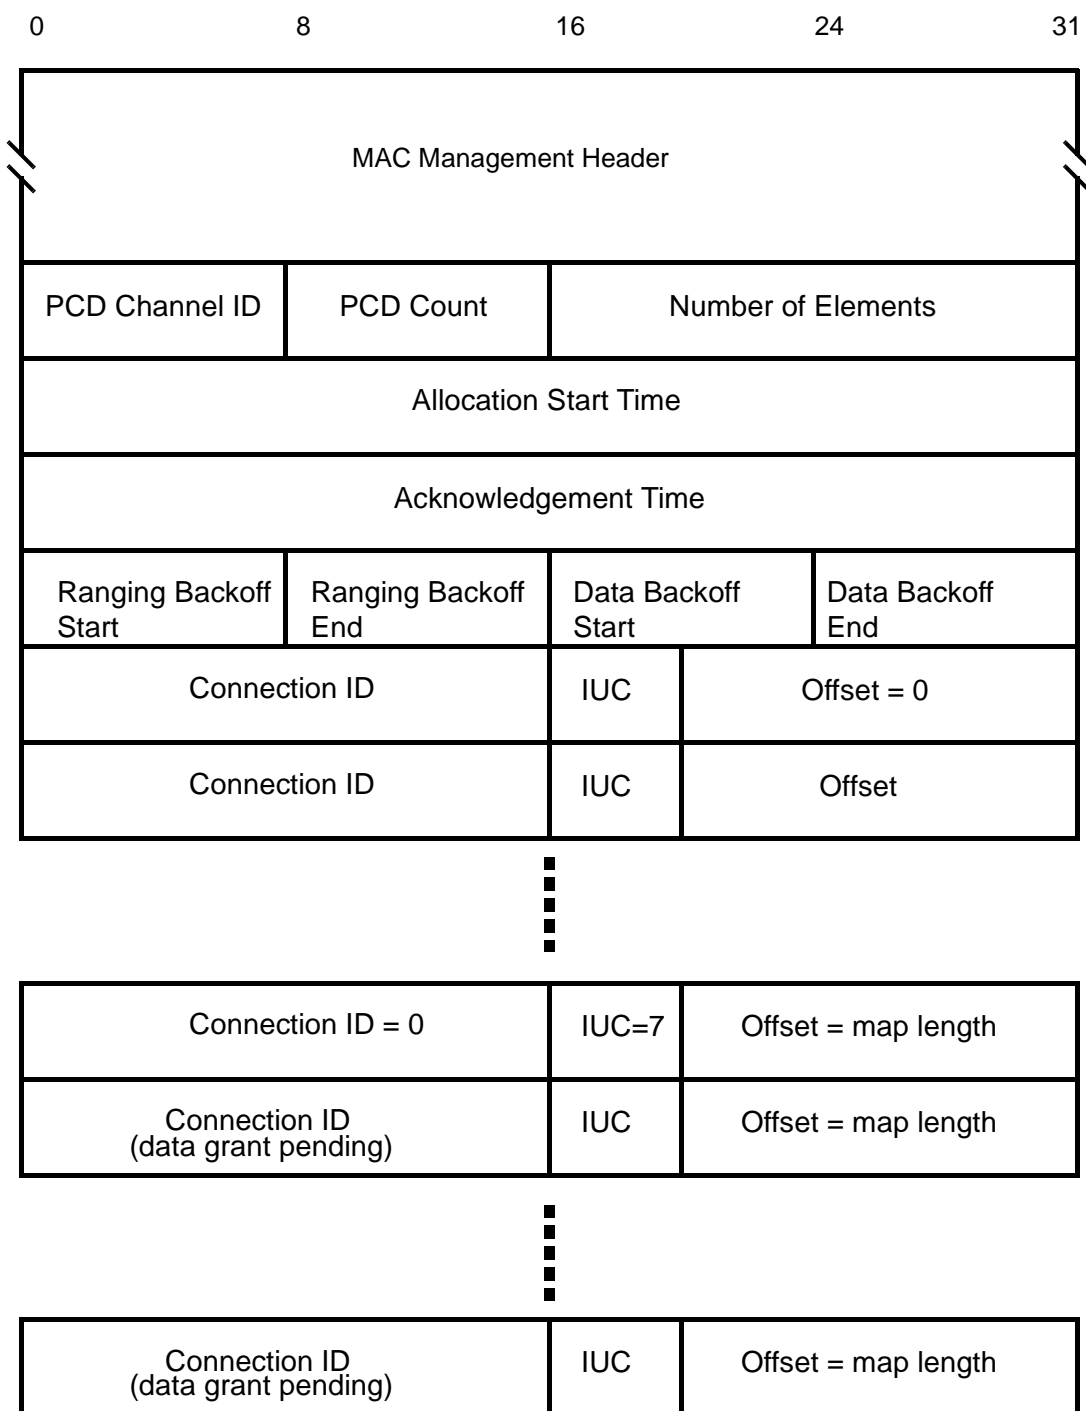 0 8 16 24 31
MAC Management Header
PCD Channel ID PCD Count Number of Elements
Allocation Start Time
Acknowledgement Time
Ranging Backoff Start Ranging Backoff End Data Backoff Start Data Backoff End
Connection ID IUC Offset = 0
Connection ID IUC Offset
Connection ID = 0 IUC=7 Offset = map length
Connection ID (data grant pending) IUC Offset = map length
Connection ID (data grant pending) IUC Offset = map length